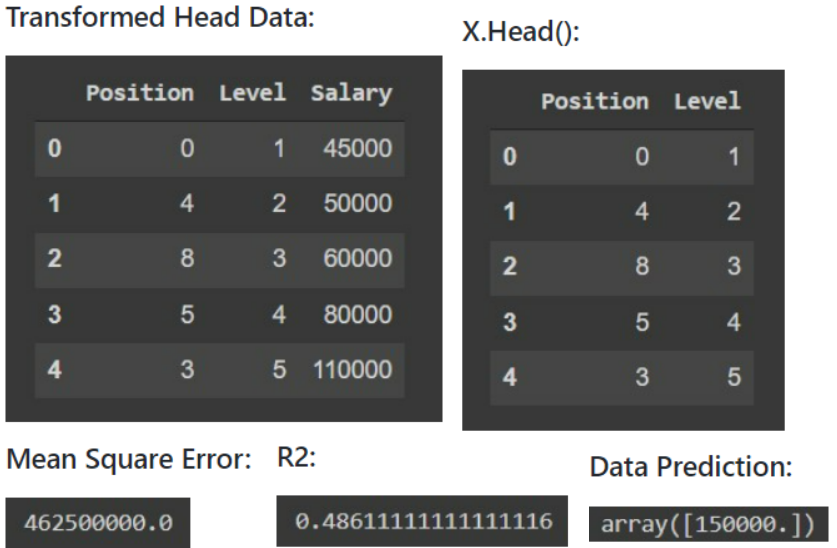 Transformed Head Data:
Position Level Salary
0 0 1 45000
1 4 2 50000
2 8 3 60000
3 5 4 80000
4 3 5 110000
X.Head():
Position Level
0 0 1
1 4 2
2 8 3
3 5 4
4 3 5
Mean Square Error:
462500000.0
R2:
0.48611111111111116
Data Prediction:
array([150000.])